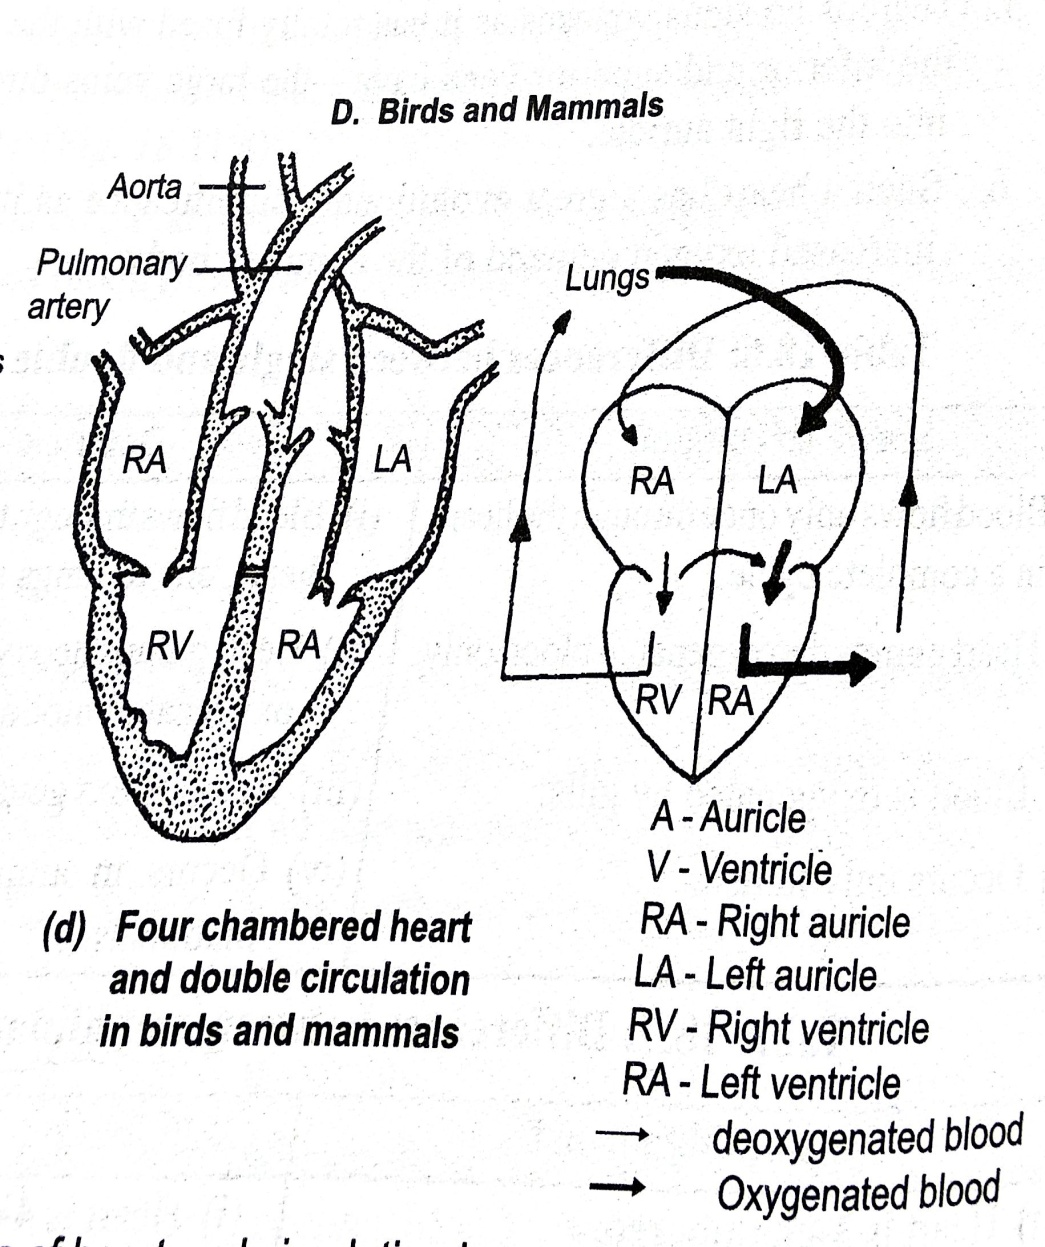 D. Birds and Mammals
Aorta
Pulmonary
artery
RA
LA
RV
RA
Lungs
RA
LA
RV
RA
A - Auricle
V - Ventricle
RA - Right auricle
LA - Left auricle
RV - Right ventricle
RA - Left ventricle
deoxygenated blood
Oxygenated blood
(d) Four chambered heart
and double circulation
in birds and mammals